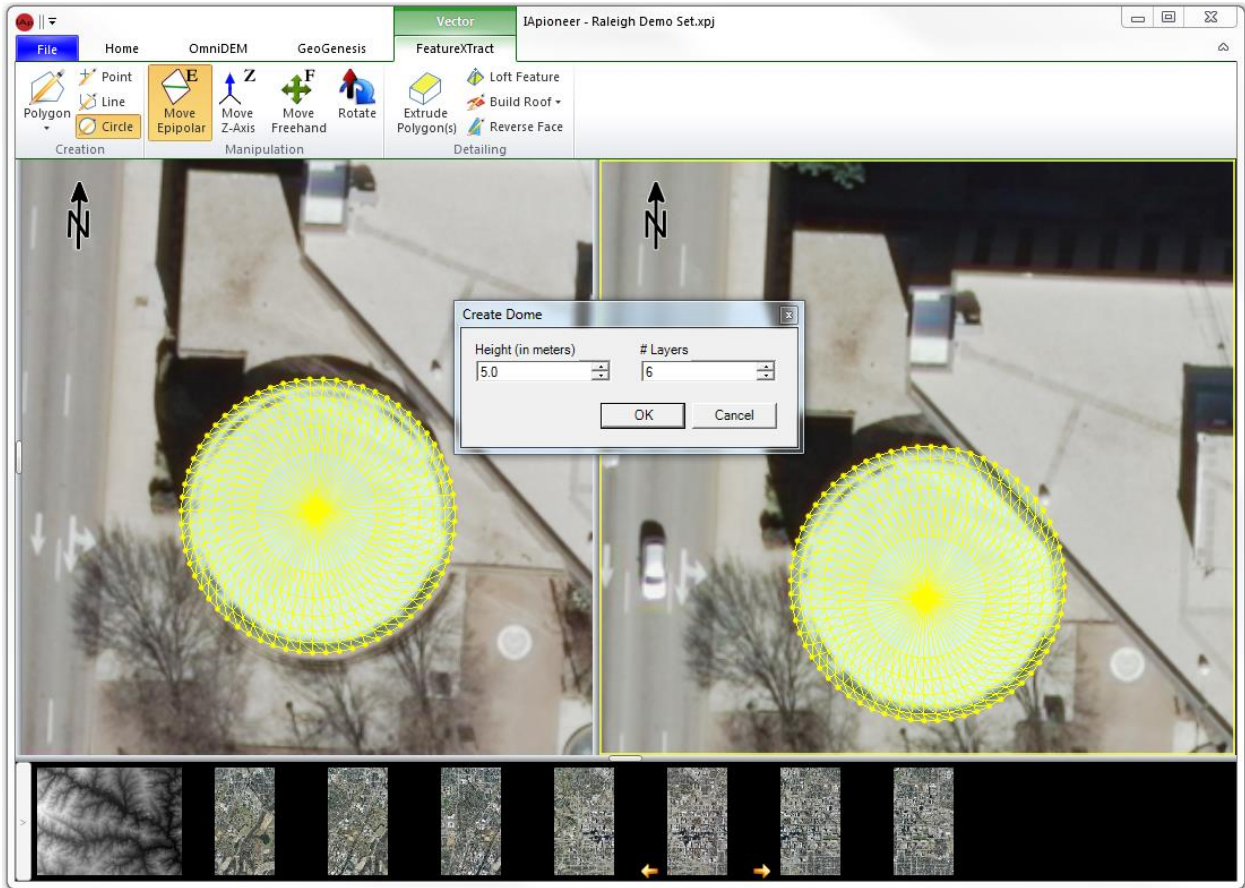 IAp
Vector
IApioneer - Raleigh Demo Set.xpj
File
Home
OmniDEM
GeoGenesis
FeatureXTract
Polygon
Point
Line
Circle
Creation
E
Move
Epipolar
Z
Move
Z-Axis
F
Move
Freehand
Rotate
Manipulation
Extrude
Polygon(s)
Loft Feature
Build Roof
Reverse Face
Detailing
N
N
Create Dome
Height (in meters)
# Layers
5.0
6
OK
Cancel
>